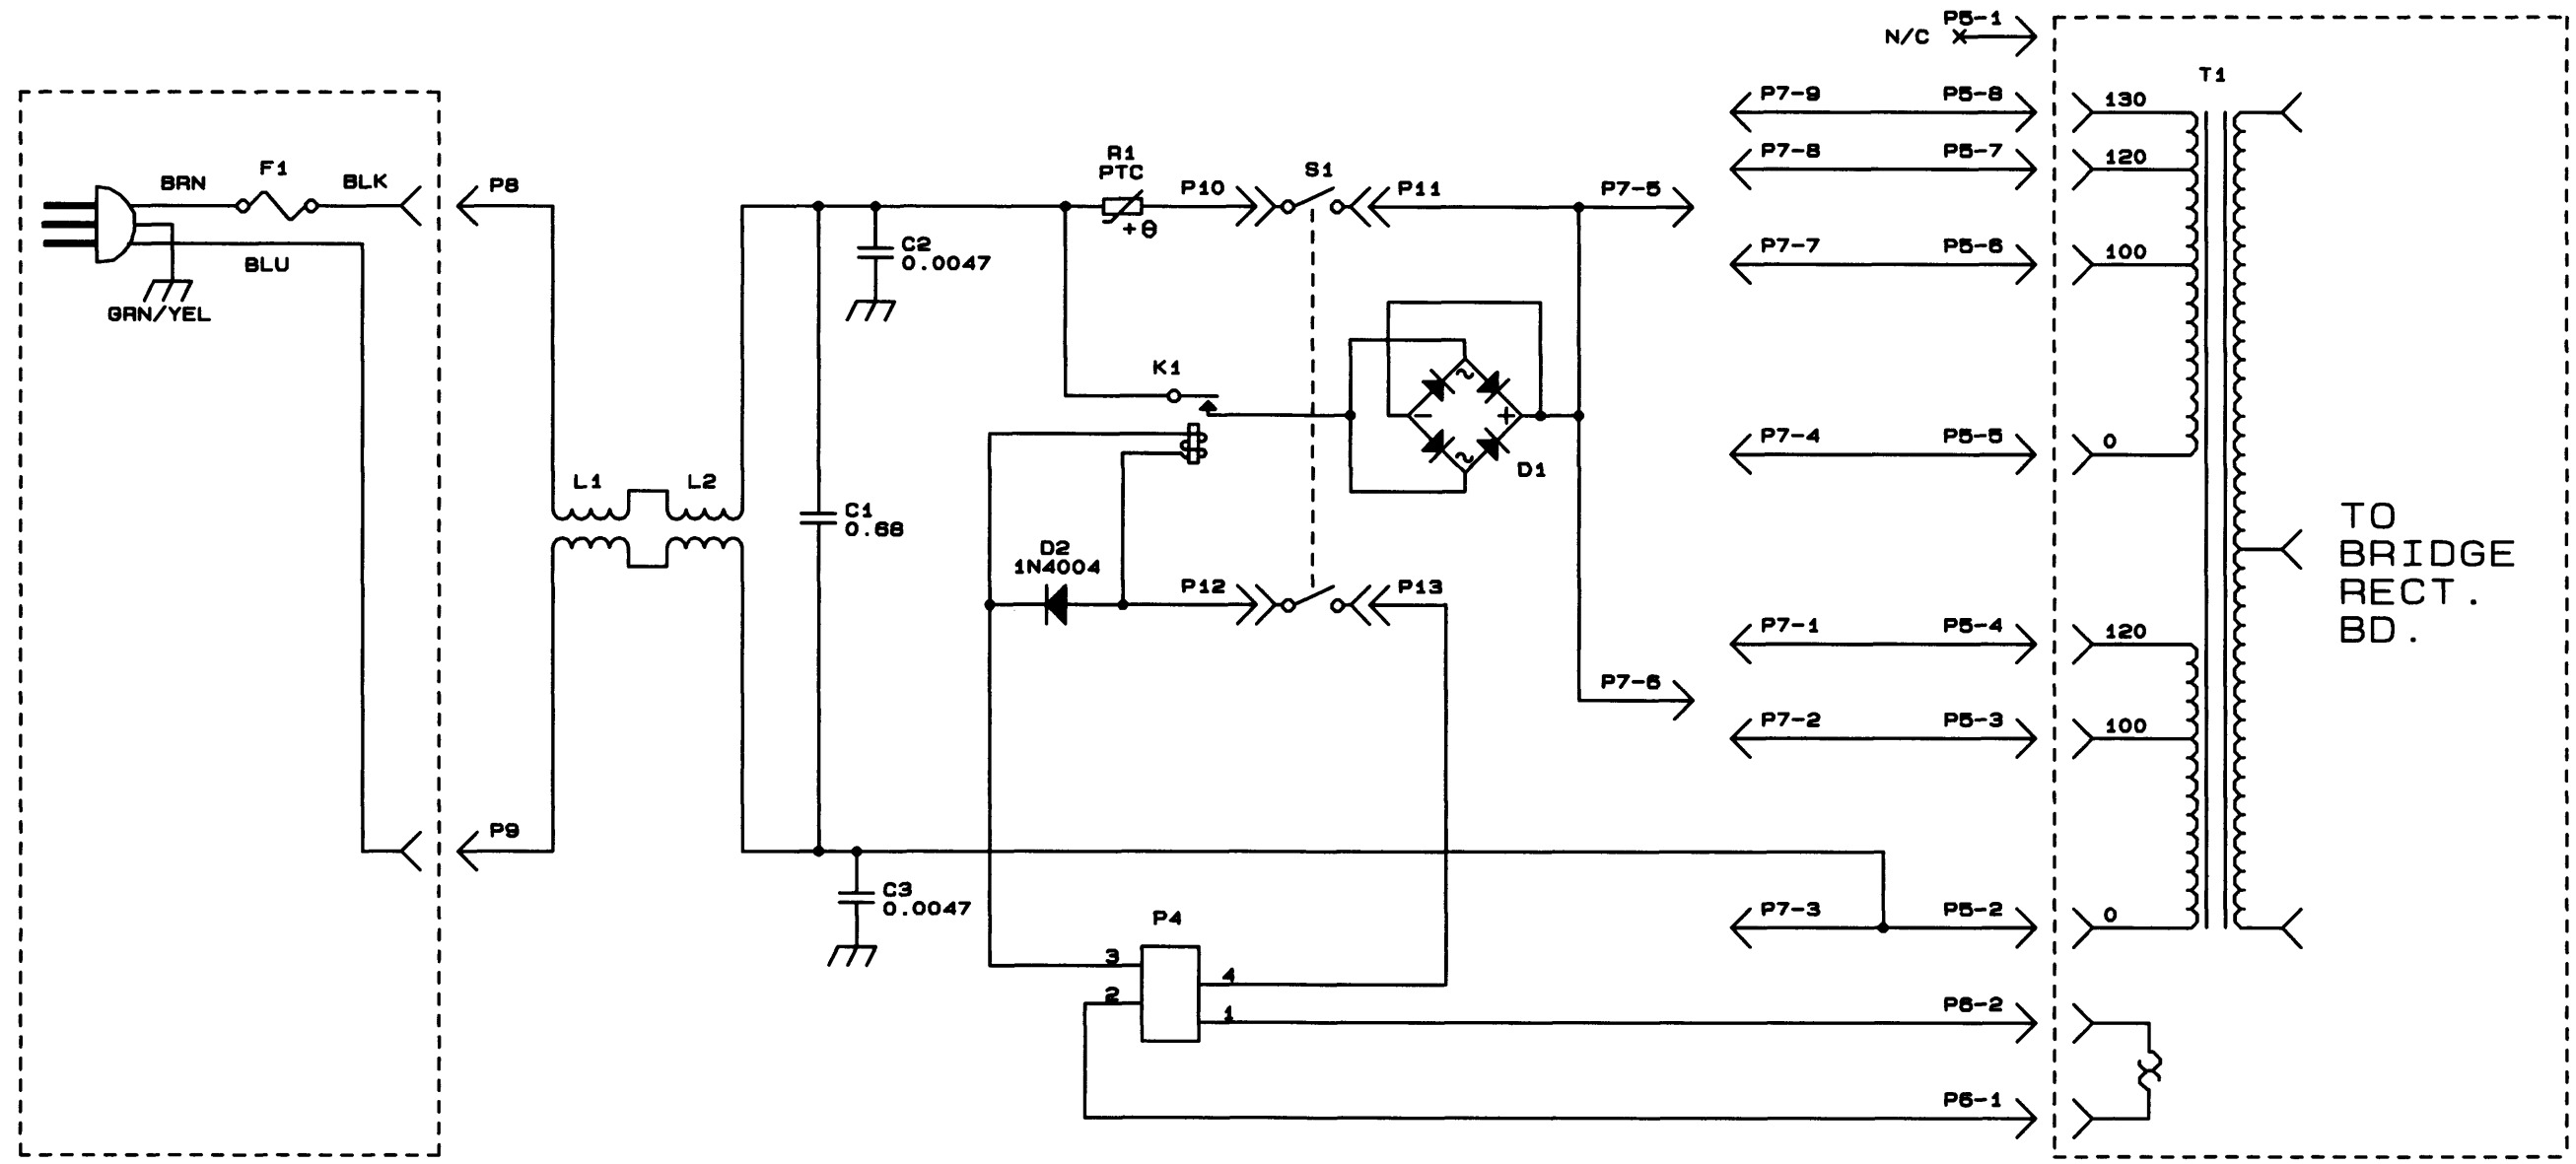 P5-1
N/C
T1
P7-9 P5-8 130
P7-8 P5-7 120
R1
PTC
+θ
F1
BRN
BLK
P8
P10
S1
P11
P7-5
C2
0.0047
P7-7 P5-6 100
BLU
GRN/YEL
K1
~
- +
~
D1
P7-4 P5-5 0
L1 L2
C1
0.68
D2
1N4004
P12
P13
TO
BRIDGE
RECT.
BD.
P7-1 P5-4 120
P7-6
P7-2 P5-3 100
P9
C3
0.0047
P7-3 P5-2 0
P4
3
4
2
1
P6-2
P6-1